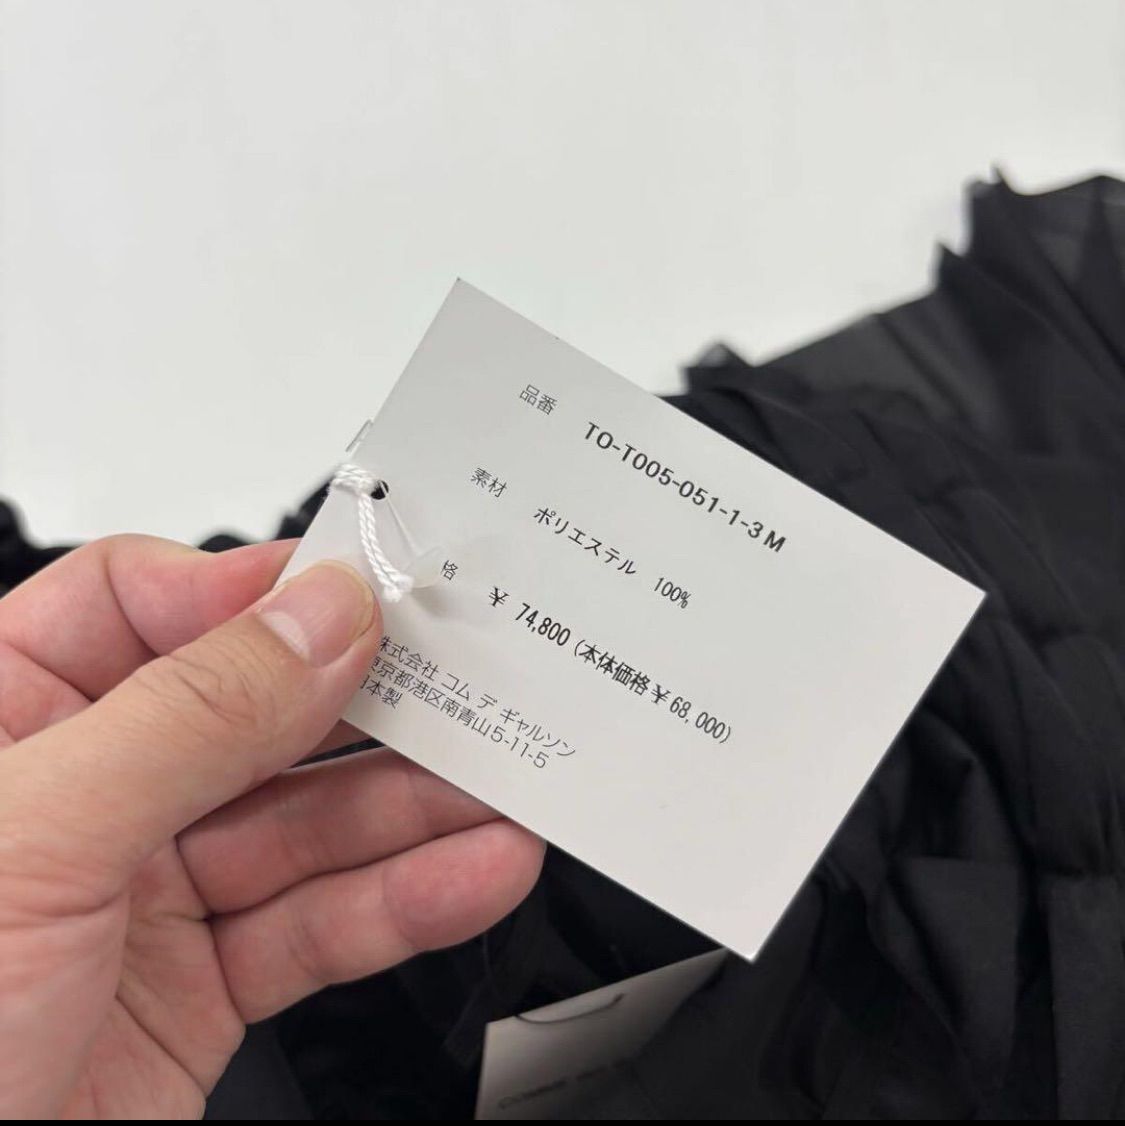 品番 TO-T005-051-1-3 M
素材 ポリエステル 100%
格 ¥ 74,800 (本体価格 ¥ 68,000)
株式会社 コム デ ギャルソン
東京都港区南青山5-11-5
日本製